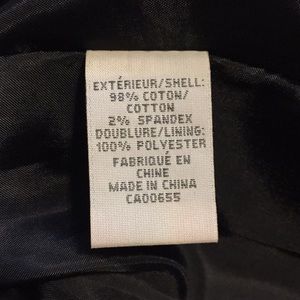 EXTÉRIEUR/SHELL:
98% COTON/
COTTON
2% SPANDEX
DOUBLURE/LINING:
100% POLYESTER
FABRIQUÉ EN
CHINE
MADE IN CHINA
CA00655